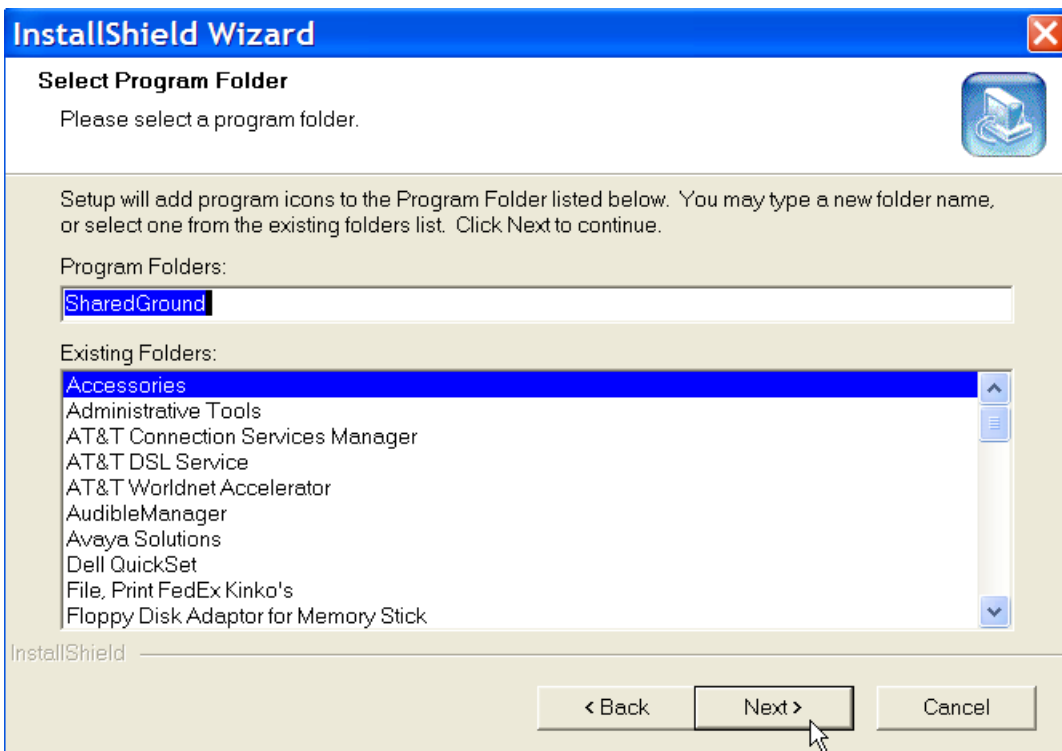 InstallShield Wizard
Select Program Folder
Please select a program folder.
Setup will add program icons to the Program Folder listed below.  You may type a new folder name,
or select one from the existing folders list.  Click Next to continue.
Program Folders:
SharedGround
Existing Folders:
Accessories
Administrative Tools
AT&T Connection Services Manager
AT&T DSL Service
AT&T Worldnet Accelerator
AudibleManager
Avaya Solutions
Dell QuickSet
File, Print FedEx Kinko's
Floppy Disk Adaptor for Memory Stick
InstallShield
< Back
Next >
Cancel